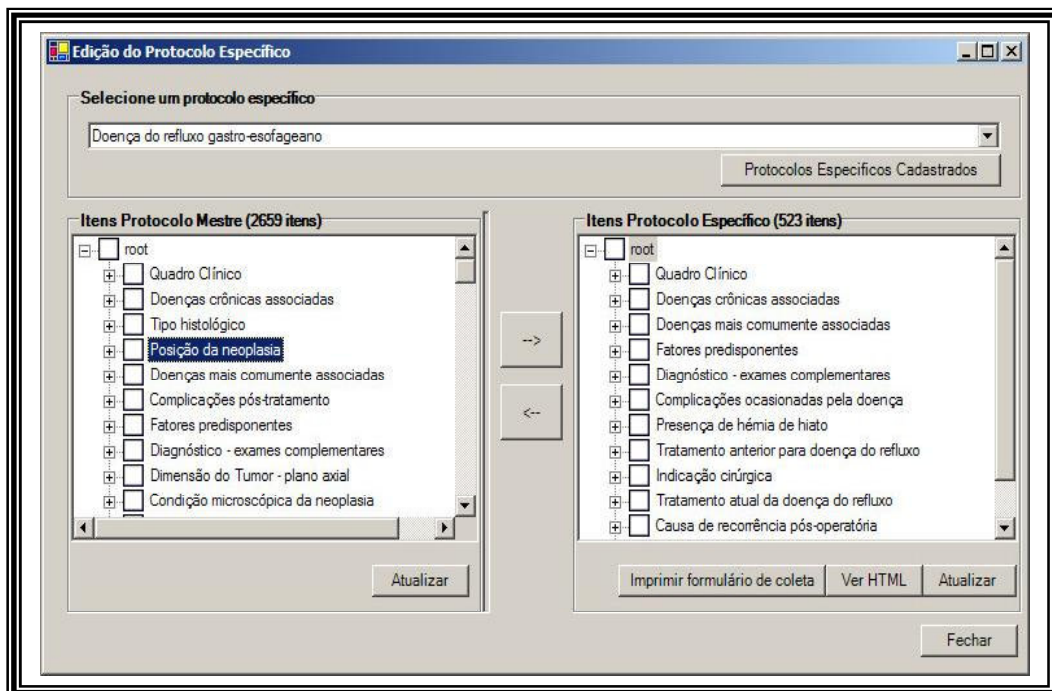 Edição do Protocolo Específico
Selecione um protocolo específico
Doença do refluxo gastro-esofageano
Protocolos Especificos Cadastrados
Itens Protocolo Mestre (2659 itens)
root
Quadro Clínico
Doenças crônicas associadas
Tipo histológico
Posição da neoplasia
Doenças mais comumente associadas
Complicações pós-tratamento
Fatores predisponentes
Diagnóstico - exames complementares
Dimensão do Tumor - plano axial
Condição microscópica da neoplasia
Atualizar
-->
<--
Itens Protocolo Específico (523 itens)
root
Quadro Clínico
Doenças crônicas associadas
Doenças mais comumente associadas
Fatores predisponentes
Diagnóstico - exames complementares
Complicações ocasionadas pela doença
Presença de hérnia de hiato
Tratamento anterior para doença do refluxo
Indicação cirúrgica
Tratamento atual da doença do refluxo
Causa de recorrência pós-operatória
Imprimir formulário de coleta
Ver HTML
Atualizar
Fechar